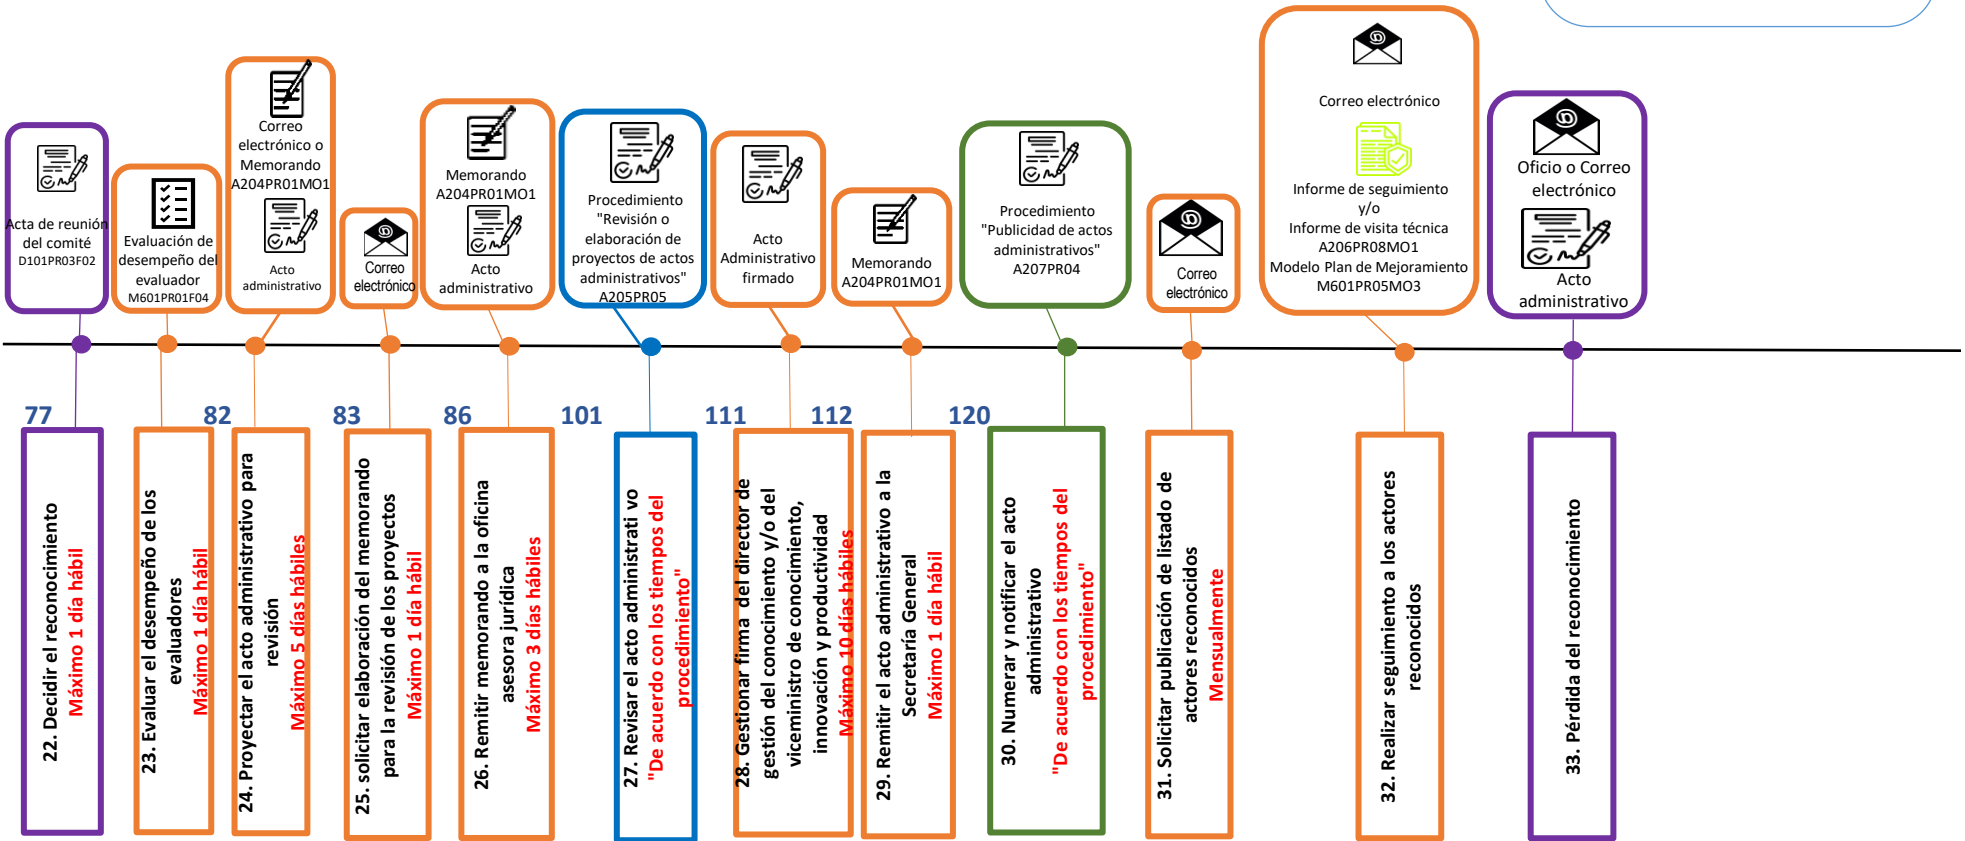 Acta de reunión
del comité
D101PR03F02
Evaluación de
desempeño del
evaluador
M601PR01F04
Correo
electrónico o
Memorando
A204PR01MO1
Acto
administrativo
Correo
electrónico
Memorando
A204PR01MO1
Acto
administrativo
Procedimiento
"Revisión o
elaboración de
proyectos de actos
administrativos"
A205PR05
Acto
Administrativo
firmado
Memorando
A204PR01MO1
Procedimiento
"Publicidad de actos
administrativos"
A207PR04
Correo
electrónico
Correo electrónico
Informe de seguimiento
y/o
Informe de visita técnica
A206PR08MO1
Modelo Plan de Mejoramiento
M601PR05MO3
Oficio o Correo
electrónico
Acto
administrativo
77
82
83
86
101
111
112
120
22. Decidir el reconocimiento
Máximo 1 día hábil
23. Evaluar el desempeño de los
evaluadores
Máximo 1 día hábil
24. Proyectar el acto administrativo para
revisión
Máximo 5 días hábiles
25. solicitar elaboración del memorando
para la revisión de los proyectos
Máximo 1 día hábil
26. Remitir memorando a la oficina
asesora jurídica
Máximo 3 días hábiles
27. Revisar el acto administrati vo
"De acuerdo con los tiempos del
procedimiento"
28. Gestionar firma del director de
gestión del conocimiento y/o del
viceministro de conocimiento,
innovación y productividad
Máximo 10 días hábiles
29. Remitir el acto administrativo a la
Secretaría General
Máximo 1 día hábil
30. Numerar y notificar el acto
administrativo
"De acuerdo con los tiempos del
procedimiento"
31. Solicitar publicación de listado de
actores reconocidos
Mensualmente
32. Realizar seguimiento a los actores
reconocidos
33. Pérdida del reconocimiento